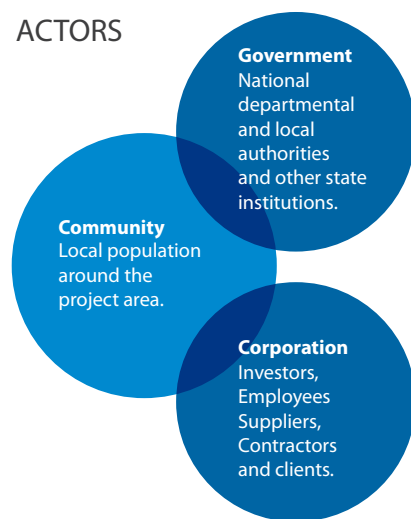 ACTORS
Government
National
departmental
and local
authorities
and other state
institutions.
Community
Local population
around the
project area.
Corporation
Investors,
Employees
Suppliers,
Contractors
and clients.